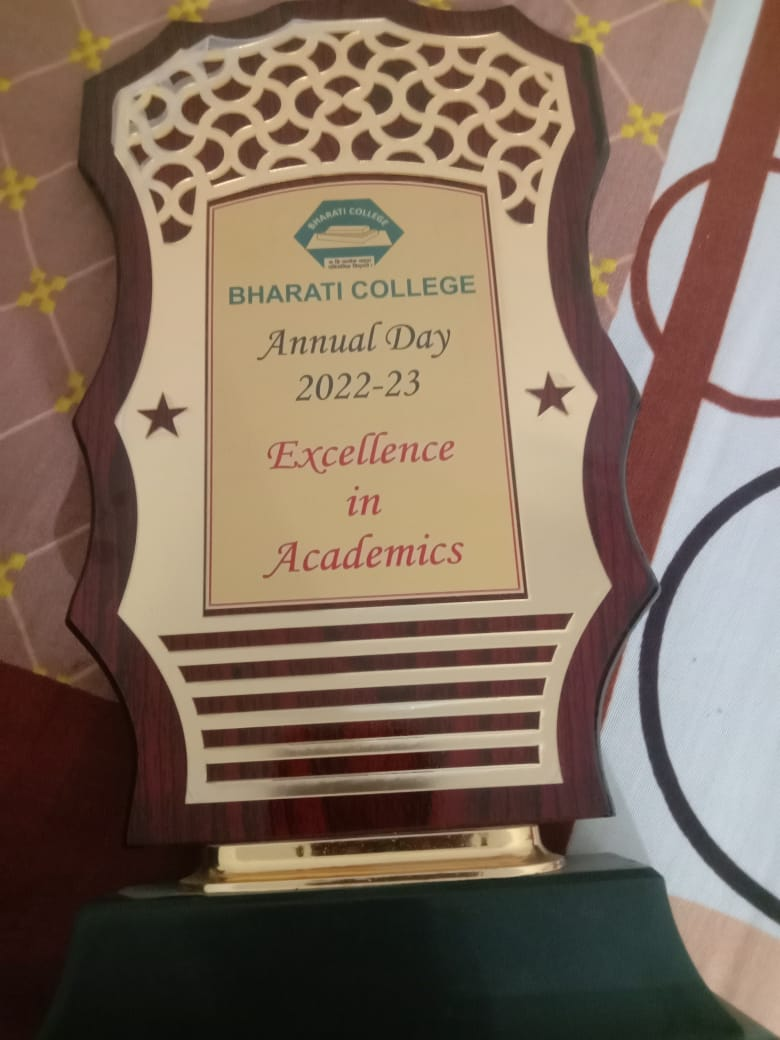 BHARATI COLLEGE
BHARATI COLLEGE
Annual Day
2022-23
Excellence
in
Academics